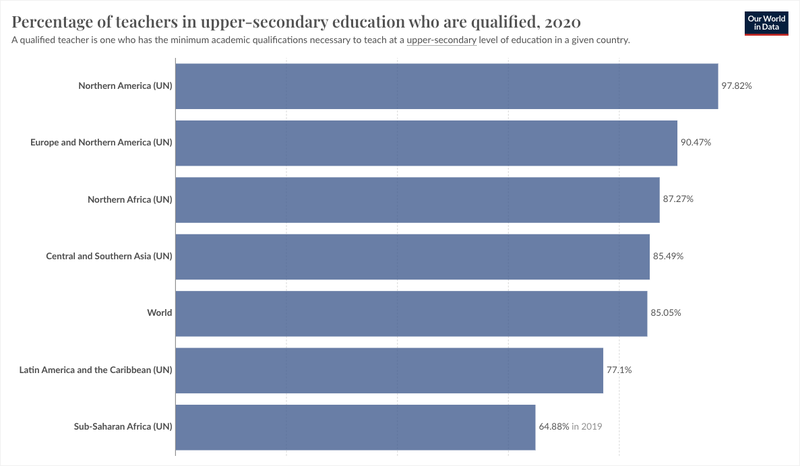 Percentage of teachers in upper-secondary education who are qualified, 2020
Our World
in Data
A qualified teacher is one who has the minimum academic qualifications necessary to teach at a upper-secondary level of education in a given country.
Northern America (UN) 97.82%
Europe and Northern America (UN) 90.47%
Northern Africa (UN) 87.27%
Central and Southern Asia (UN) 85.49%
World 85.05%
Latin America and the Caribbean (UN) 77.1%
Sub-Saharan Africa (UN) 64.88% in 2019